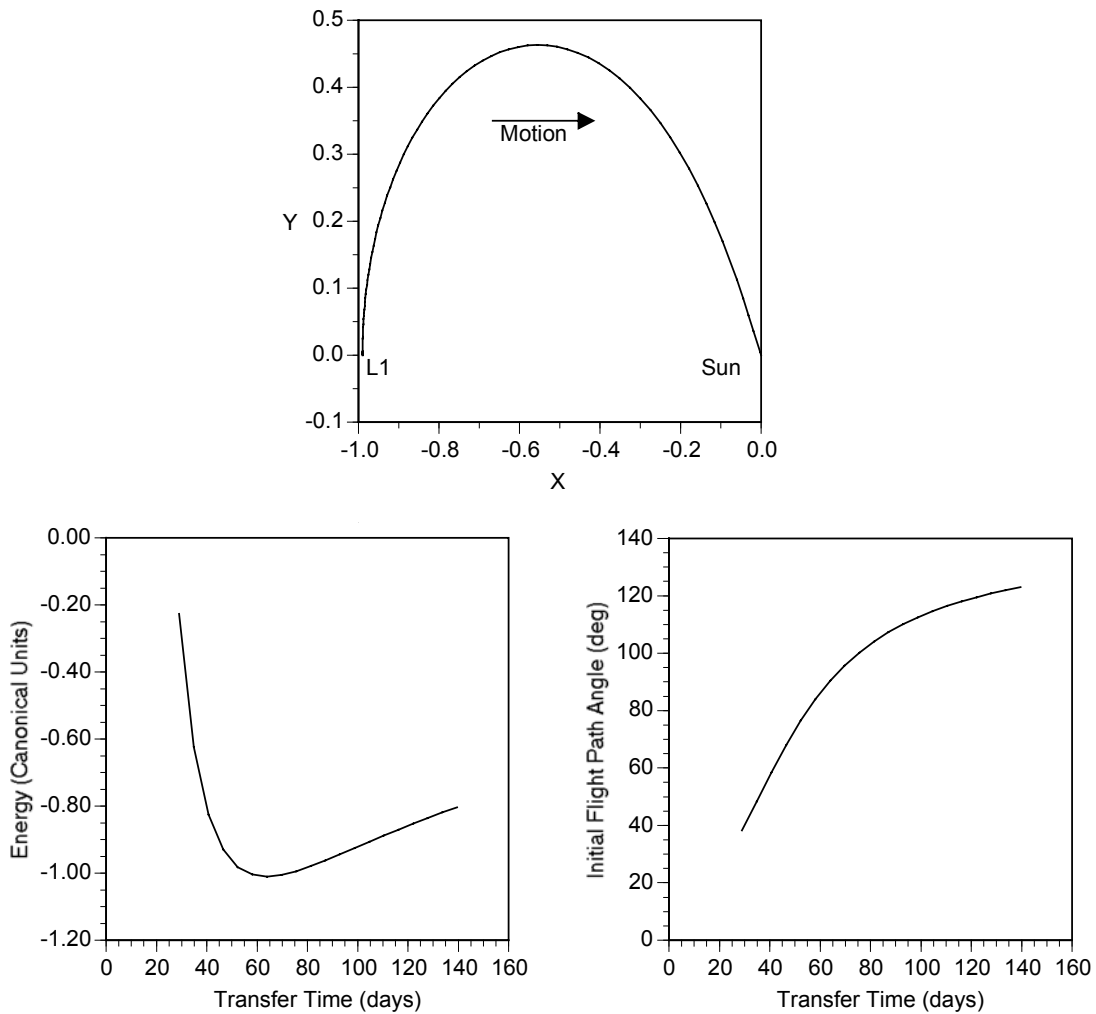 0.5
0.4
0.3
0.2
0.1
0.0
-0.1
Y
Motion
L1
Sun
-1.0 -0.8 -0.6 -0.4 -0.2 0.0
X
0.00
-0.20
-0.40
-0.60
-0.80
-1.00
-1.20
Energy (Canonical Units)
0 20 40 60 80 100 120 140 160
Transfer Time (days)
140
120
100
80
60
40
20
0
Initial Flight Path Angle (deg)
0 20 40 60 80 100 120 140 160
Transfer Time (days)